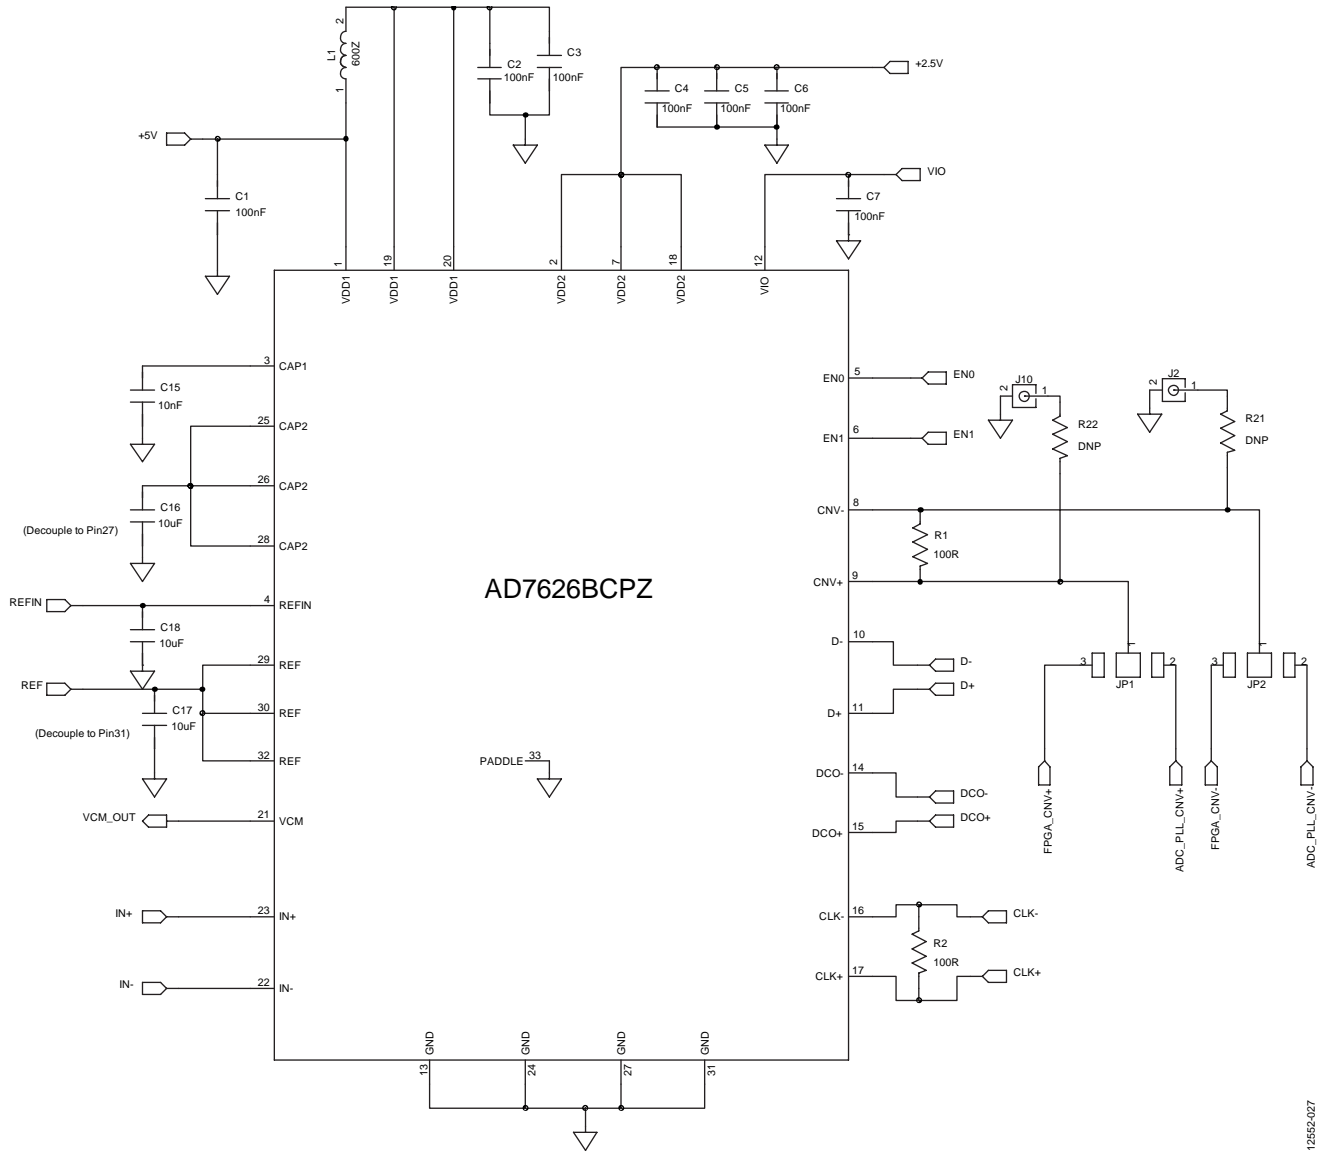 2
L1
600Z
1
C2
100nF
C3
100nF
+2.5V
C4
100nF
C5
100nF
C6
100nF
+5V
C1
100nF
VIO
C7
100nF
1
19
20
2
7
18
12
VDD1
VDD1
VDD1
VDD2
VDD2
VDD2
VIO
3
CAP1
C15
10nF
25
CAP2
26
CAP2
C16
10uF
(Decouple to Pin27)
28
CAP2
REFIN
4
REFIN
C18
10uF
29
REF
REF
C17
10uF
(Decouple to Pin31)
30
REF
32
REF
VCM_OUT
21
VCM
IN+
23
IN+
IN-
22
IN-
AD7626BCPZ
PADDLE
33
EN0
5
EN0
EN1
6
EN1
CNV-
8
R1
100R
CNV+
9
D-
10
D-
D+
11
D+
DCO-
14
DCO-
DCO+
15
DCO+
CLK-
16
CLK-
R2
100R
CLK+
17
CLK+
J10
2
1
R22
DNP
J2
2
1
R21
DNP
1
3
2
JP1
1
3
2
JP2
FPGA_CNV+
ADC_PLL_CNV+
FPGA_CNV-
ADC_PLL_CNV-
GND
GND
GND
GND
13
24
27
31
12552-027